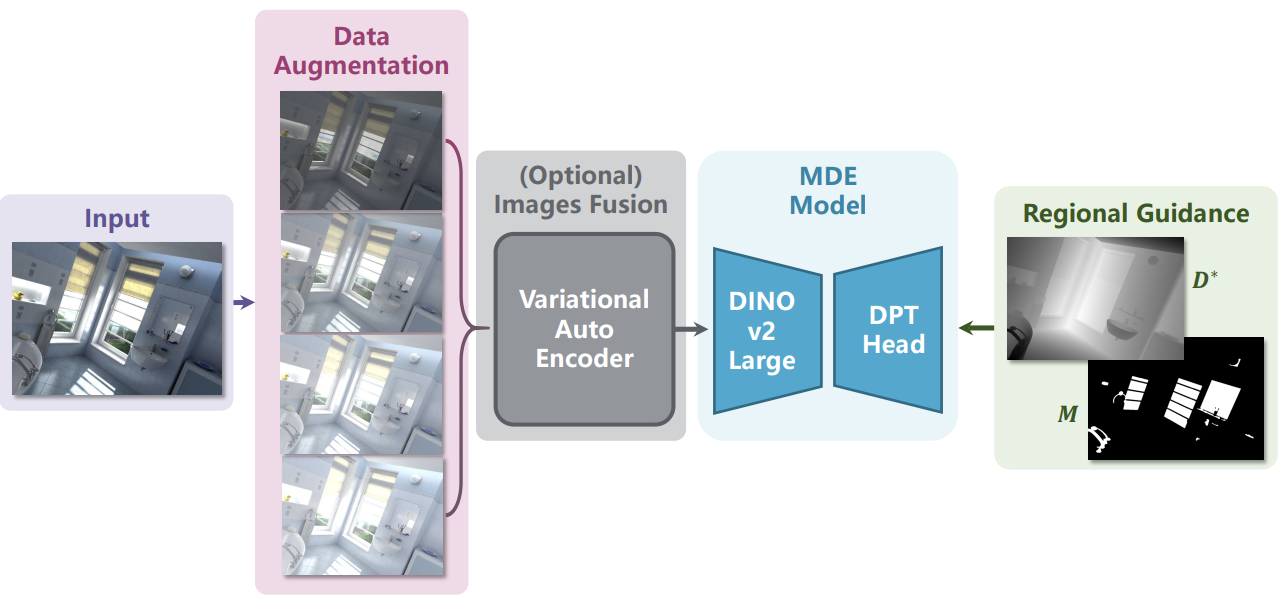 Input
Data
Augmentation
(Optional)
Images Fusion
Variational
Auto
Encoder
MDE
Model
DINO
v2
Large
DPT
Head
Regional Guidance
D*
M